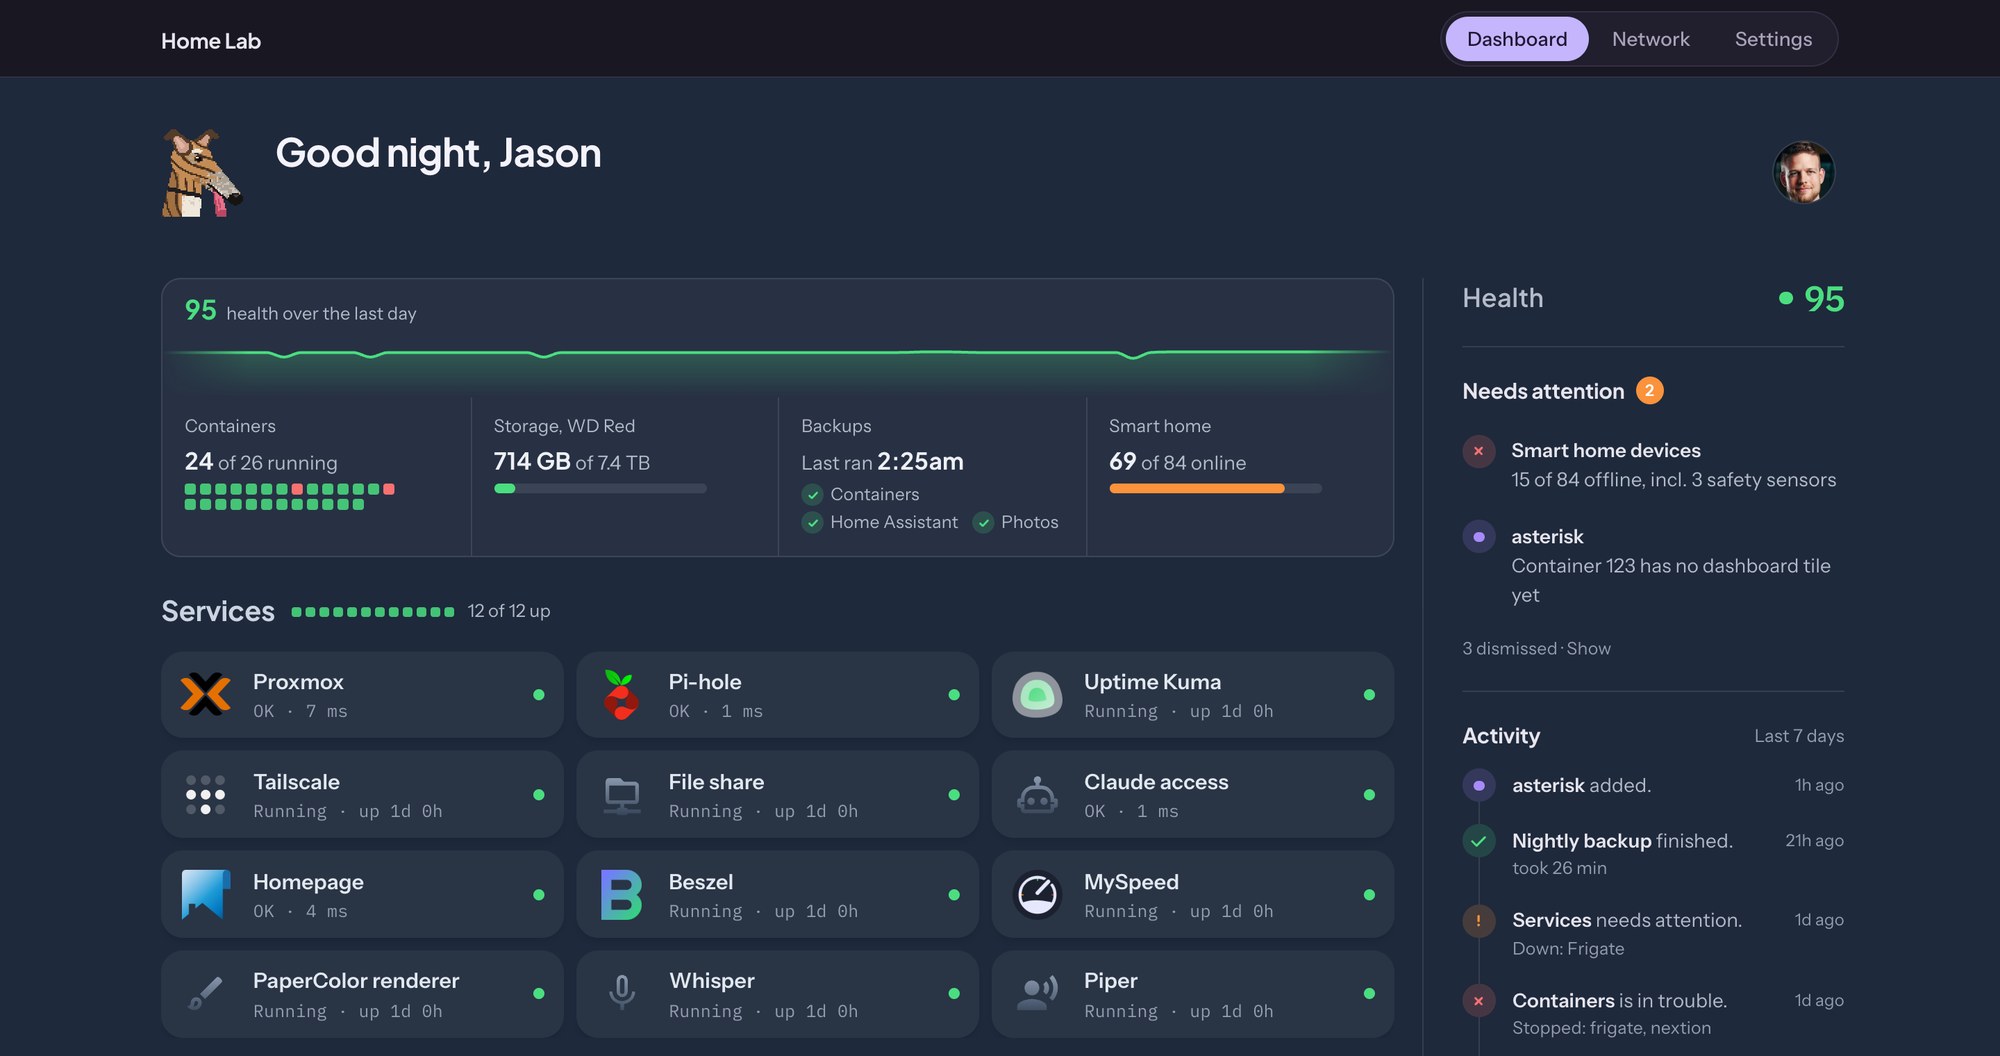 Home Lab
Dashboard
Network
Settings
Good night, Jason
95 health over the last day
Containers
24 of 26 running
Storage, WD Red
714 GB of 7.4 TB
Backups
Last ran 2:25am
Containers
Home Assistant
Photos
Smart home
69 of 84 online
Services
12 of 12 up
Proxmox
OK · 7 ms
Pi-hole
OK · 1 ms
Uptime Kuma
Running · up 1d 0h
Tailscale
Running · up 1d 0h
File share
Running · up 1d 0h
Claude access
OK · 1 ms
Homepage
OK · 4 ms
B
Beszel
Running · up 1d 0h
MySpeed
Running · up 1d 0h
PaperColor renderer
Running · up 1d 0h
Whisper
Running · up 1d 0h
Piper
Running · up 1d 0h
Health
95
Needs attention 2
Smart home devices
15 of 84 offline, incl. 3 safety sensors
asterisk
Container 123 has no dashboard tile
yet
3 dismissed · Show
Activity
Last 7 days
asterisk added.
1h ago
Nightly backup finished.
21h ago
took 26 min
! Services needs attention.
1d ago
Down: Frigate
Containers is in trouble.
1d ago
Stopped: frigate, nextion